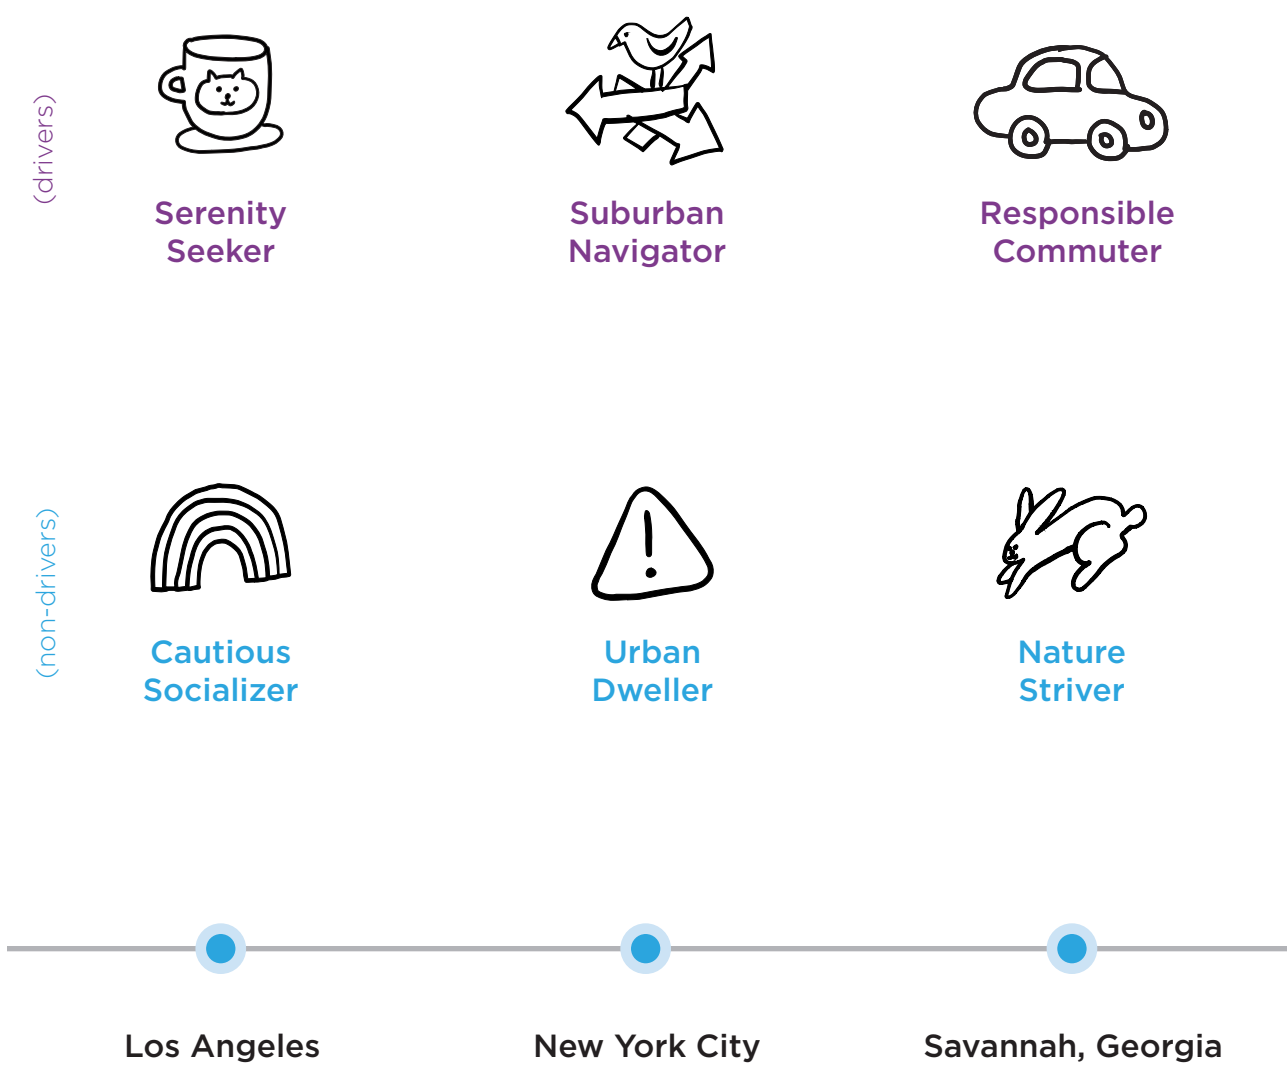 (drivers)
Serenity
Seeker
Suburban
Navigator
Responsible
Commuter
(non-drivers)
Cautious
Socializer
Urban
Dweller
Nature
Striver
Los Angeles
New York City
Savannah, Georgia